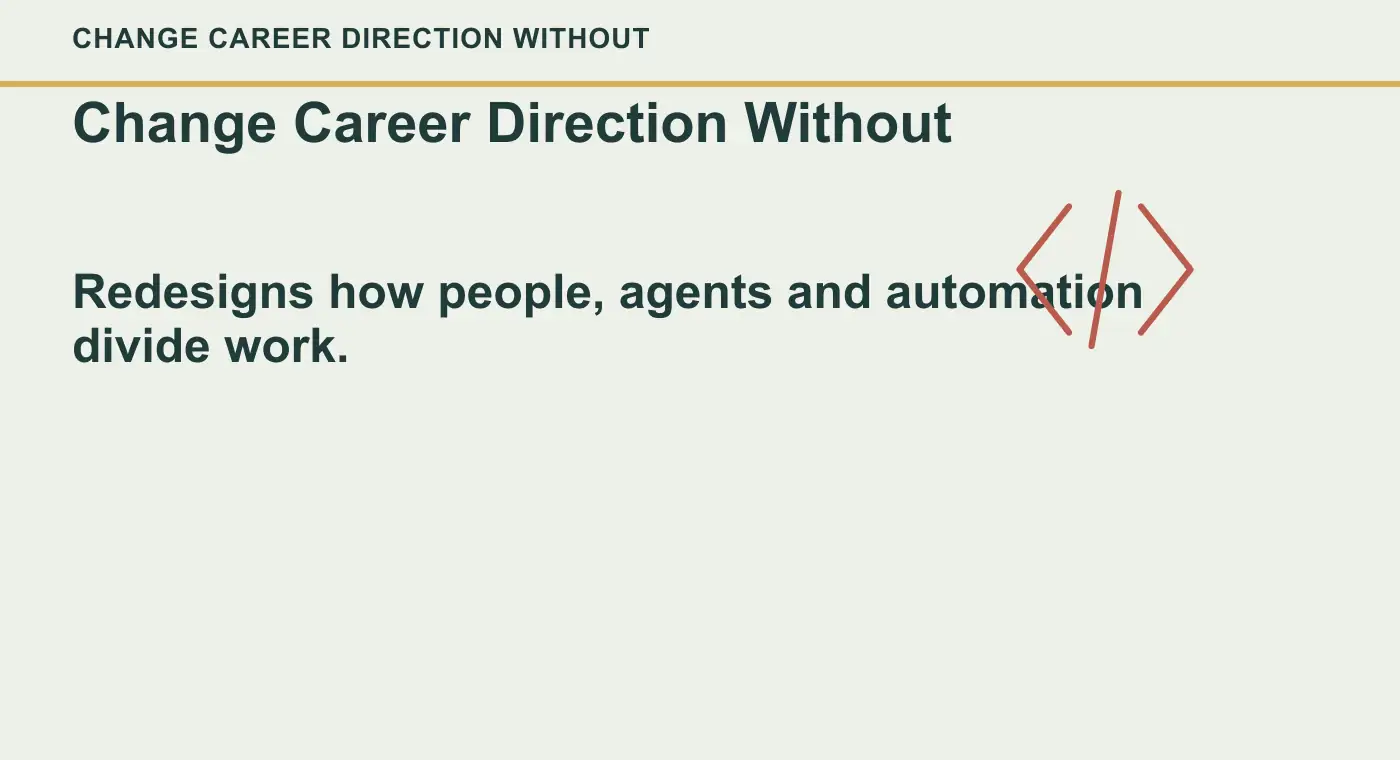 CHANGE CAREER DIRECTION WITHOUT
Change Career Direction Without
Redesigns how people, agents and automation
divide work.